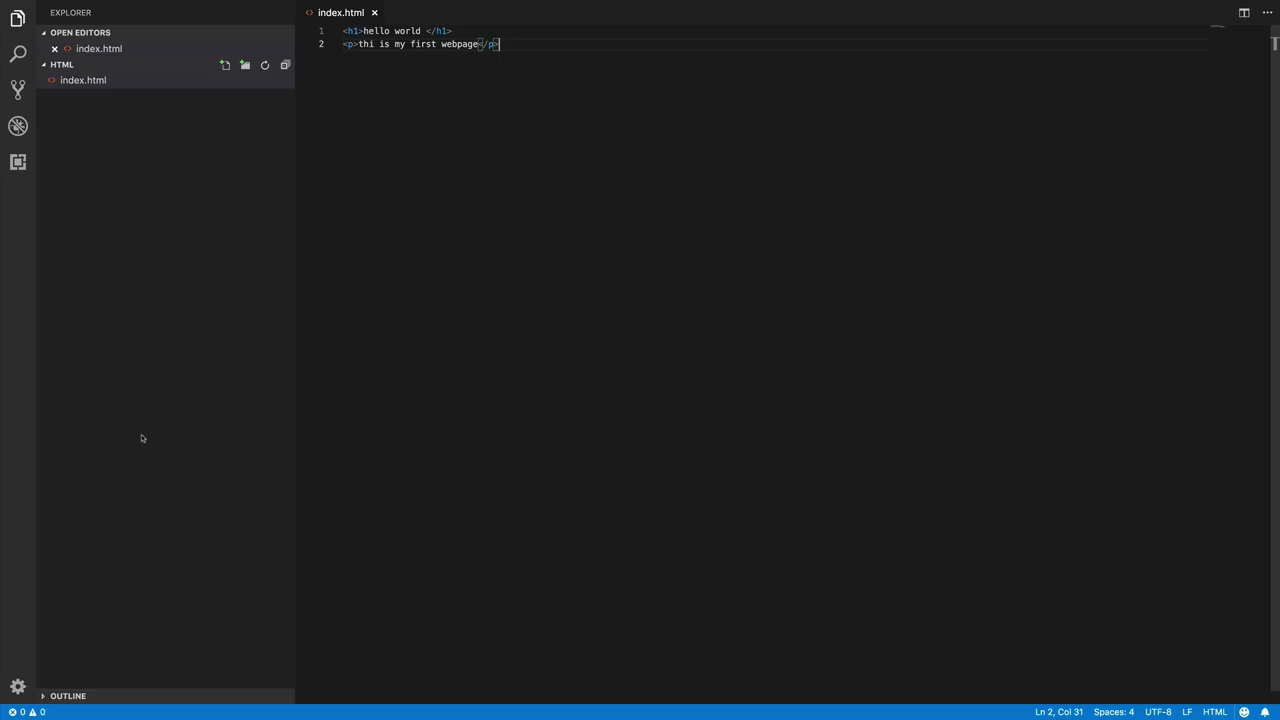 EXPLORER
OPEN EDITORS
index.html
HTML
index.html
OUTLINE
index.html
1 <h1>hello world </h1>
2 <p>thi is my first webpage</p>
0 0
Ln 2, Col 31 Spaces: 4 UTF-8 LF HTML